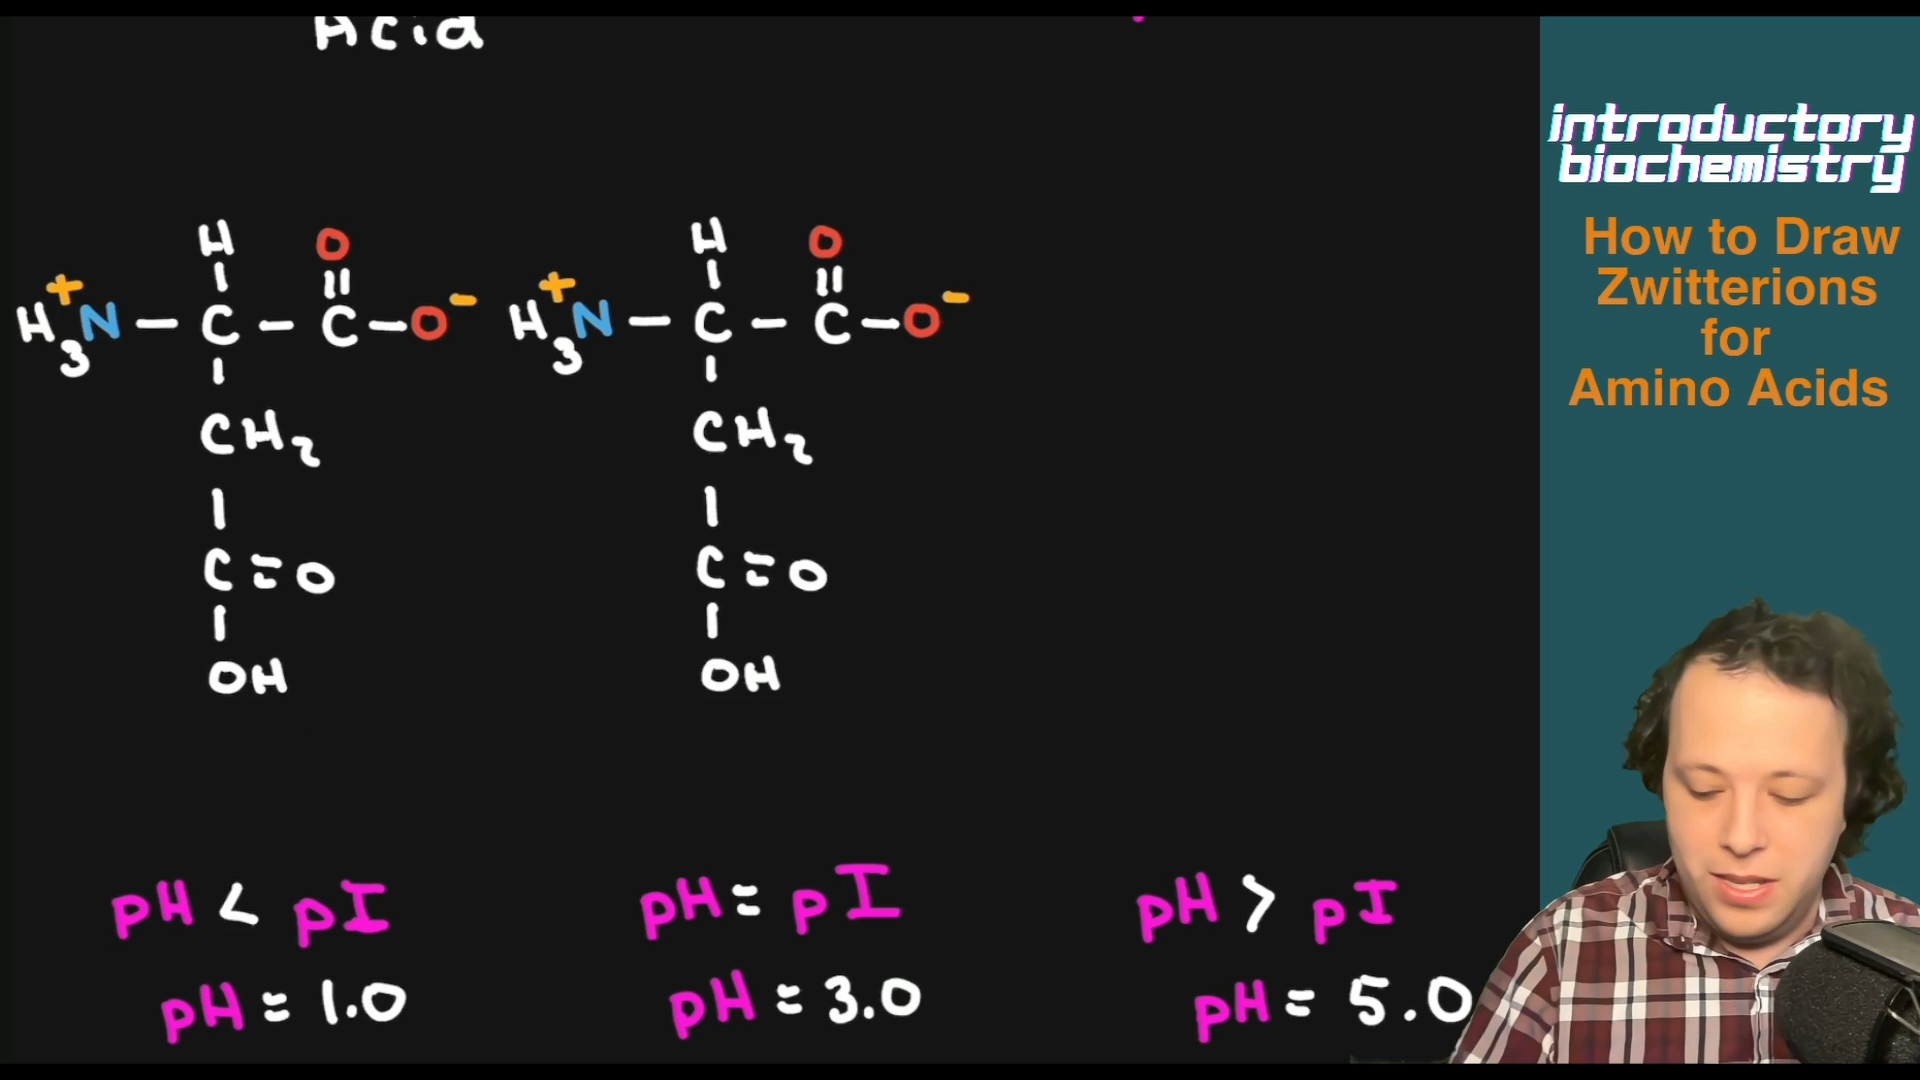 Acid
H O H O
H₃N⁺ – C – C – O⁻ H₃N⁺ – C – C – O⁻
CH₂ CH₂
C = O C = O
OH OH
pH < pI pH = pI pH > pI
pH = 1.0 pH = 3.0 pH = 5.0
introductory
biochemistry
How to Draw
Zwitterions
for
Amino Acids